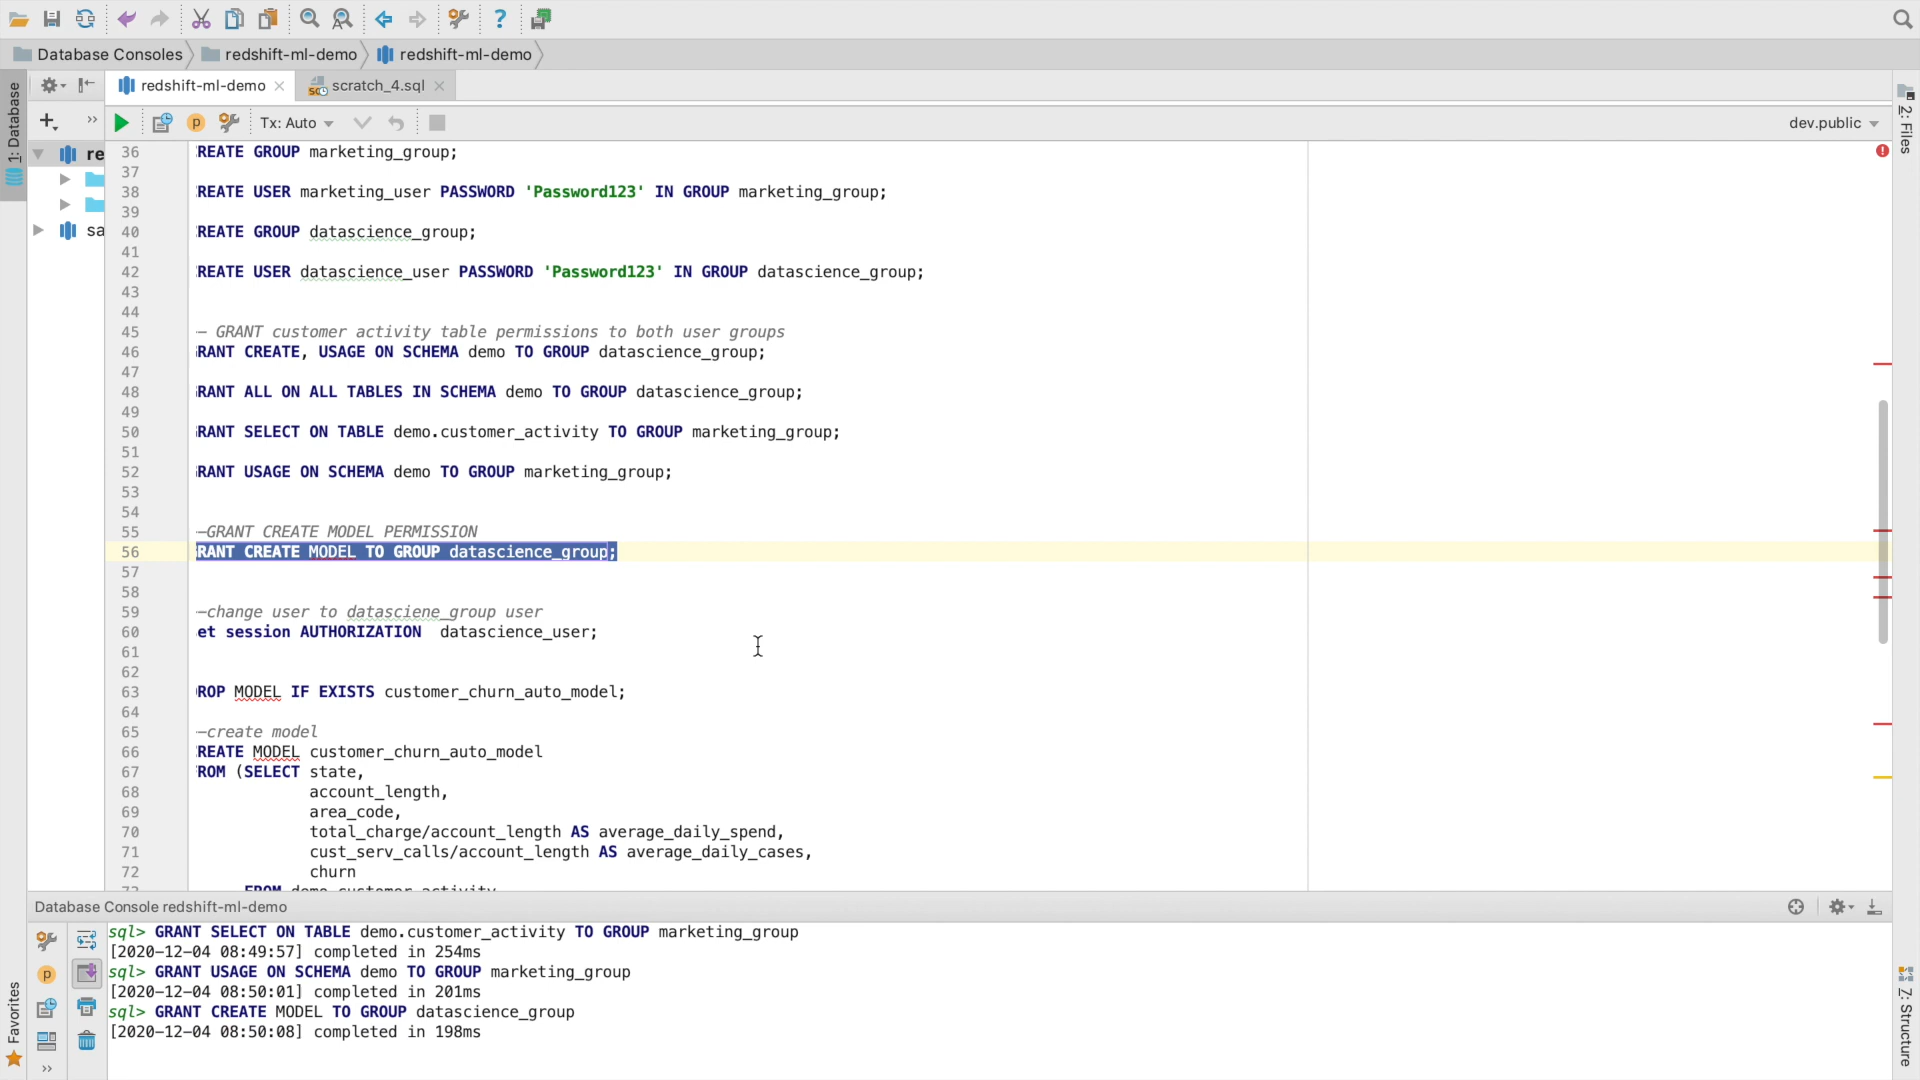 Database Consoles redshift-ml-demo redshift-ml-demo
redshift-ml-demo scratch_4.sql
Tx: Auto dev.public
1: Database
2: Files
re
sa
36 REATE GROUP marketing_group;
37
38 REATE USER marketing_user PASSWORD 'Password123' IN GROUP marketing_group;
39
40 REATE GROUP datascience_group;
41
42 REATE USER datascience_user PASSWORD 'Password123' IN GROUP datascience_group;
43
44
45 – GRANT customer activity table permissions to both user groups
46 RANT CREATE, USAGE ON SCHEMA demo TO GROUP datascience_group;
47
48 RANT ALL ON ALL TABLES IN SCHEMA demo TO GROUP datascience_group;
49
50 RANT SELECT ON TABLE demo.customer_activity TO GROUP marketing_group;
51
52 RANT USAGE ON SCHEMA demo TO GROUP marketing_group;
53
54
55 –GRANT CREATE MODEL PERMISSION
56 RANT CREATE MODEL TO GROUP datascience_group;
57
58
59 –change user to datasciene_group user
60 et session AUTHORIZATION datascience_user;
61
62
63 ROP MODEL IF EXISTS customer_churn_auto_model;
64
65 –create model
66 REATE MODEL customer_churn_auto_model
67 ROM (SELECT state,
68 account_length,
69 area_code,
70 total_charge/account_length AS average_daily_spend,
71 cust_serv_calls/account_length AS average_daily_cases,
72 churn
73 FROM demo.customer_activity
Database Console redshift-ml-demo
sql> GRANT SELECT ON TABLE demo.customer_activity TO GROUP marketing_group
[2020-12-04 08:49:57] completed in 254ms
sql> GRANT USAGE ON SCHEMA demo TO GROUP marketing_group
[2020-12-04 08:50:01] completed in 201ms
sql> GRANT CREATE MODEL TO GROUP datascience_group
[2020-12-04 08:50:08] completed in 198ms
Favorites
7: Structure